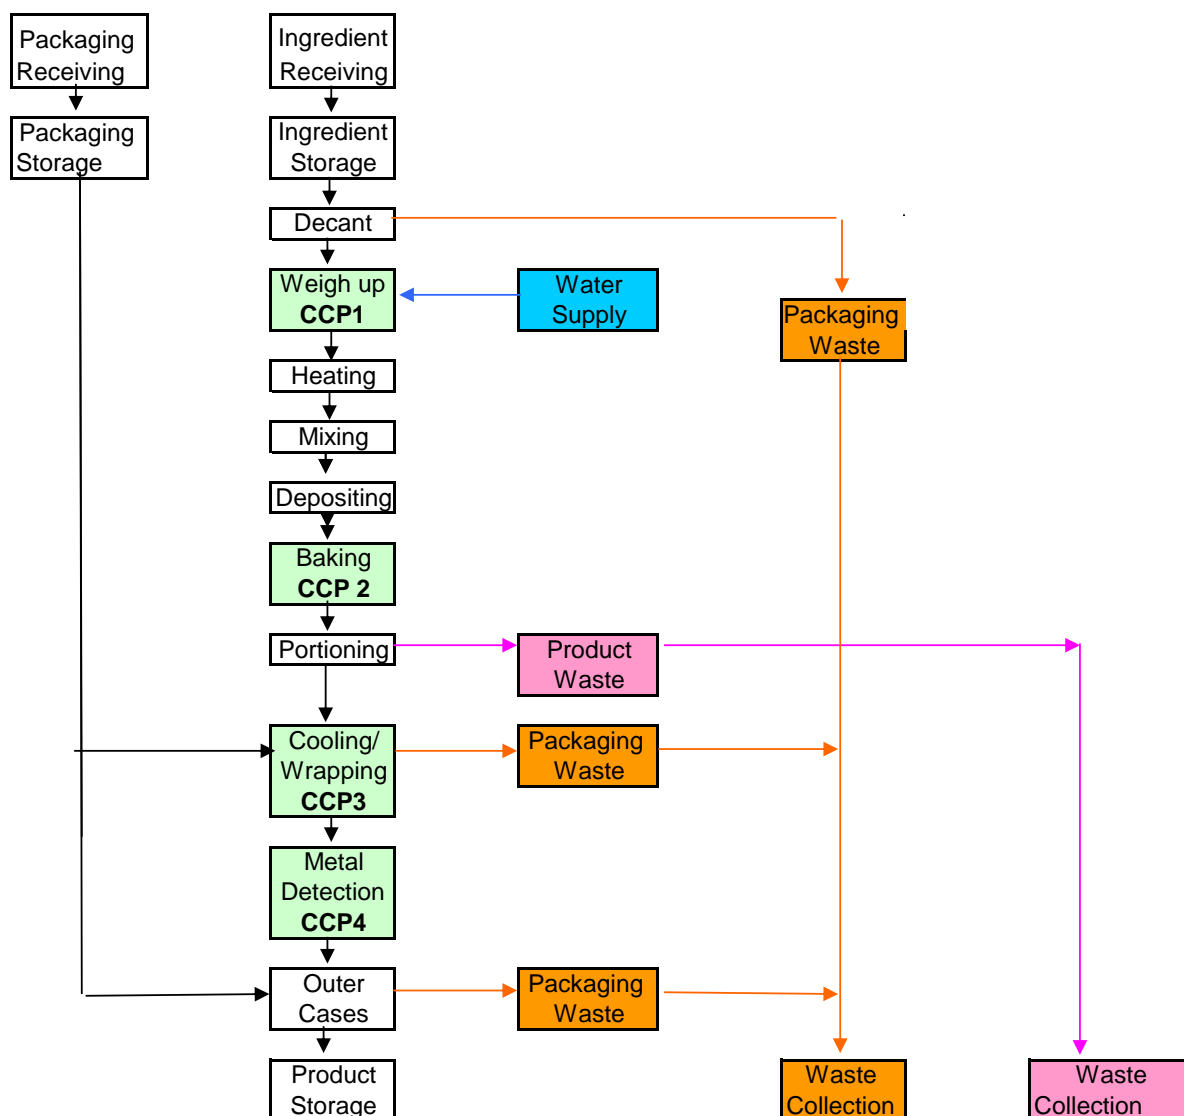 Packaging
Receiving
Ingredient
Receiving
Packaging
Storage
Ingredient
Storage
Decant
Weigh up
CCP1
Water
Supply
Packaging
Waste
Heating
Mixing
Depositing
Baking
CCP 2
Portioning
Product
Waste
Cooling/
Wrapping
CCP3
Packaging
Waste
Metal
Detection
CCP4
Outer
Cases
Packaging
Waste
Product
Storage
Waste
Collection
Waste
Collection